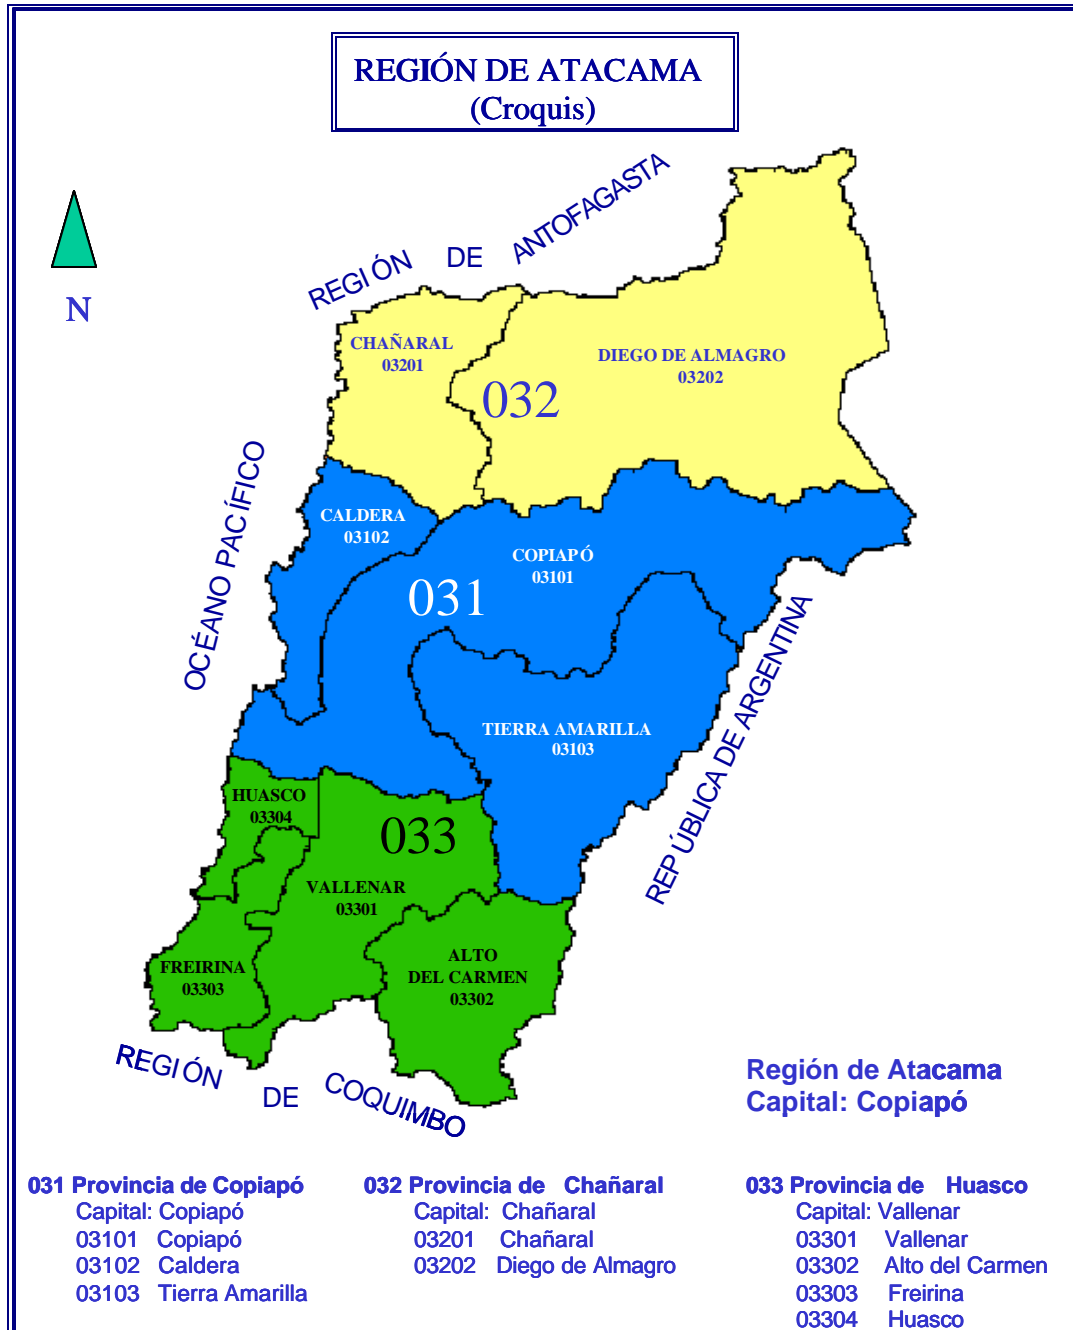 REGIÓN DE ATACAMA
(Croquis)
N
REGIÓN DE ANTOFAGASTA
CHAÑARAL
03201
DIEGO DE ALMAGRO
03202
032
OCÉANO PACÍFICO
CALDERA
03102
COPIAPÓ
03101
031
TIERRA AMARILLA
03103
REPÚBLICA DE ARGENTINA
HUASCO
03304
033
VALLENAR
03301
ALTO
DEL CARMEN
03302
FREIRINA
03303
REGIÓN DE COQUIMBO
Región de Atacama
Capital: Copiapó
031 Provincia de Copiapó
Capital: Copiapó
03101 Copiapó
03102 Caldera
03103 Tierra Amarilla
032 Provincia de Chañaral
Capital: Chañaral
03201 Chañaral
03202 Diego de Almagro
033 Provincia de Huasco
Capital: Vallenar
03301 Vallenar
03302 Alto del Carmen
03303 Freirina
03304 Huasco